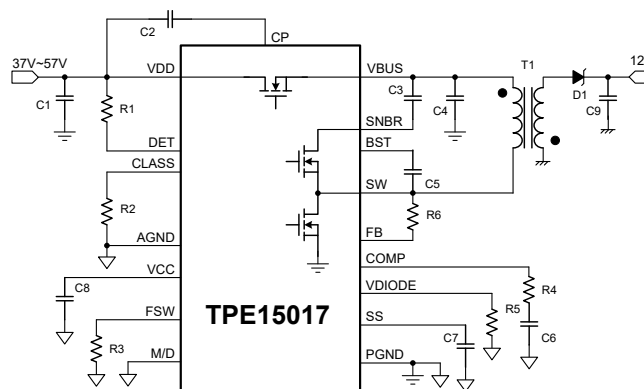 C2
CP
37V~57V
VDD
VBUS
T1
12
C1
R1
C3
C4
D1
C9
SNBR
DET
BST
CLASS
C5
SW
R2
R6
AGND
FB
COMP
VCC
C8
VDIODE
R4
FSW
TPE15017
R5
SS
C7
C6
R3
M/D
PGND